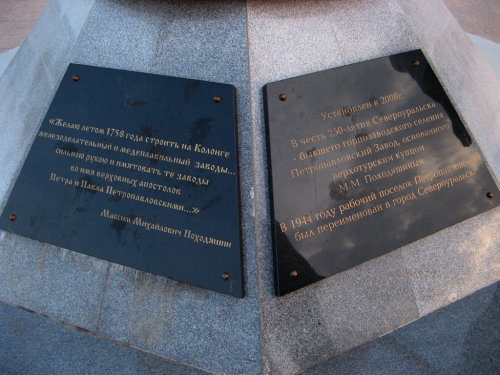 «Желаю летом 1758 года строить на Колонге
железоделательный и медеплавильный заводы...
сильною рукою и наятовать те заводы
во имя верховных апостолов
Петра и Павла Петропавловскими...»
Максим Михайлович Походяшин
Установлен в 2008г.
В честь 250-летия Североуральска
- бывшего горнозаводского селения
Петропавловский Завод, основанного
верхотурским купцом
М.М. Походяшиным
В 1944 году рабочий поселок Петропавловский
был переименован в город Североуральск